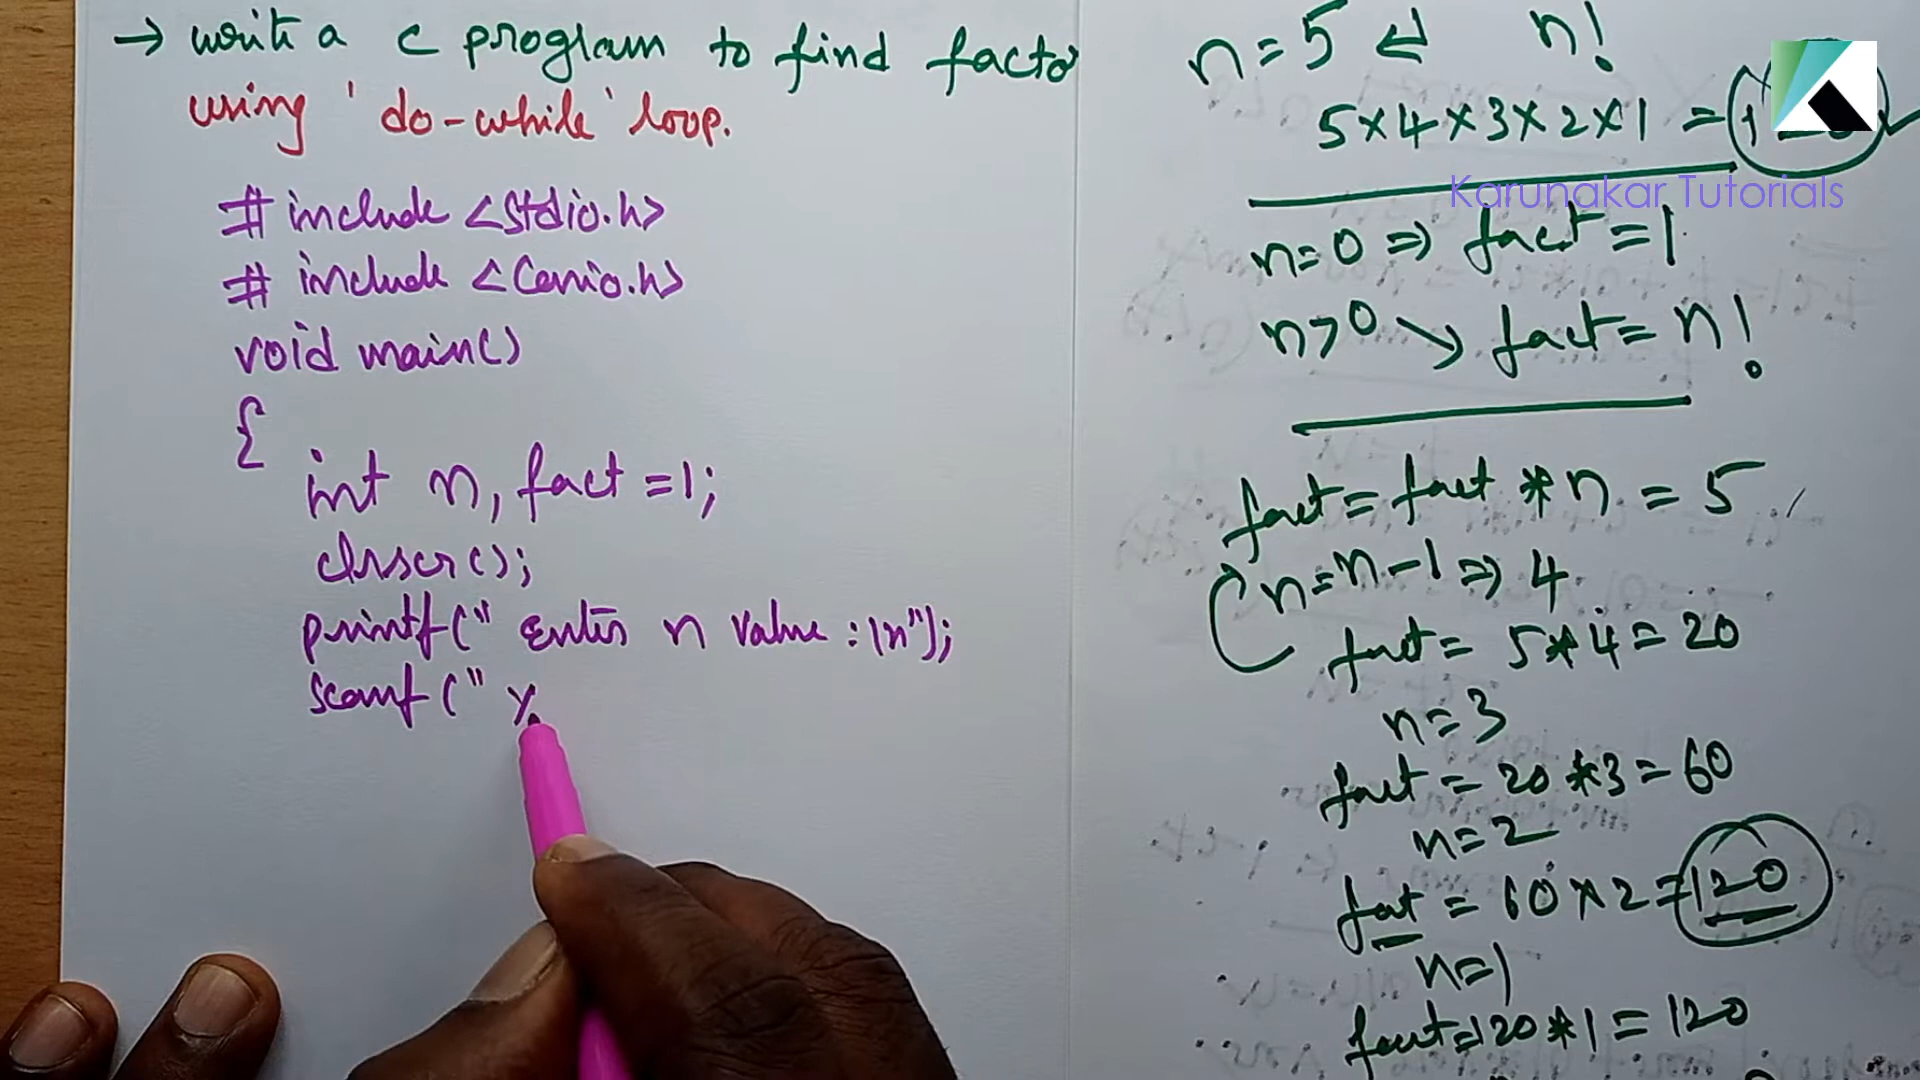 → write a c program to find facto
using 'do-while' loop.
# include <stdio.h>
# include <Conio.h>
void main()
{
int n, fact =1;
clrscr();
printf(" Enter n value :\n");
scanf(" %
n=5 ↵ n!
5×4×3×2×1 =
Karunakar Tutorials
n=0 => fact =1
n>0 ↘ fact = n!
fact = fact * n = 5
n=n-1 => 4
fact = 5*4 = 20
n=3
fact = 20 *3 = 60
n=2
fat = 60 × 2 = 120
n=1
fact=120 * 1 = 120